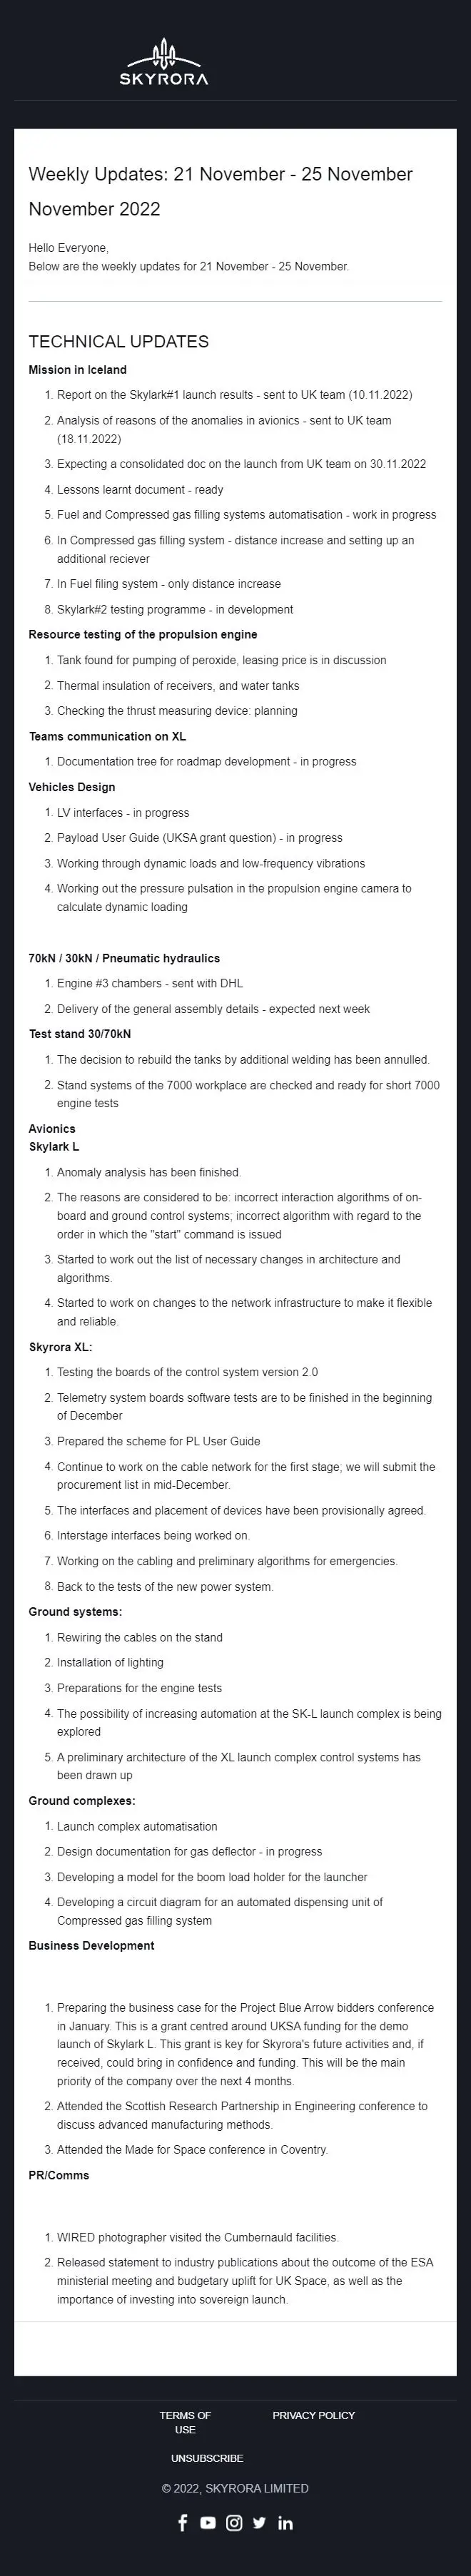 SKYRORA
Weekly Updates: 21 November - 25 November
November 2022
Hello Everyone,
Below are the weekly updates for 21 November - 25 November.
TECHNICAL UPDATES
Mission in Iceland
1. Report on the Skylark#1 launch results - sent to UK team (10.11.2022)
2. Analysis of reasons of the anomalies in avionics - sent to UK team
(18.11.2022)
3. Expecting a consolidated doc on the launch from UK team on 30.11.2022
4. Lessons learnt document - ready
5. Fuel and Compressed gas filling systems automatisation - work in progress
6. In Compressed gas filling system - distance increase and setting up an
additional reciever
7. In Fuel filing system - only distance increase
8. Skylark#2 testing programme - in development
Resource testing of the propulsion engine
1. Tank found for pumping of peroxide, leasing price is in discussion
2. Thermal insulation of receivers, and water tanks
3. Checking the thrust measuring device: planning
Teams communication on XL
1. Documentation tree for roadmap development - in progress
Vehicles Design
1. LV interfaces - in progress
2. Payload User Guide (UKSA grant question) - in progress
3. Working through dynamic loads and low-frequency vibrations
4. Working out the pressure pulsation in the propulsion engine camera to
calculate dynamic loading
70kN / 30kN / Pneumatic hydraulics
1. Engine #3 chambers - sent with DHL
2. Delivery of the general assembly details - expected next week
Test stand 30/70kN
1. The decision to rebuild the tanks by additional welding has been annulled.
2. Stand systems of the 7000 workplace are checked and ready for short 7000
engine tests
Avionics
Skylark L
1. Anomaly analysis has been finished.
2. The reasons are considered to be: incorrect interaction algorithms of on-
board and ground control systems; incorrect algorithm with regard to the
order in which the "start" command is issued
3. Started to work out the list of necessary changes in architecture and
algorithms.
4. Started to work on changes to the network infrastructure to make it flexible
and reliable.
Skyrora XL:
1. Testing the boards of the control system version 2.0
2. Telemetry system boards software tests are to be finished in the beginning
of December
3. Prepared the scheme for PL User Guide
4. Continue to work on the cable network for the first stage; we will submit the
procurement list in mid-December.
5. The interfaces and placement of devices have been provisionally agreed.
6. Interstage interfaces being worked on.
7. Working on the cabling and preliminary algorithms for emergencies.
8. Back to the tests of the new power system.
Ground systems:
1. Rewiring the cables on the stand
2. Installation of lighting
3. Preparations for the engine tests
4. The possibility of increasing automation at the SK-L launch complex is being
explored
5. A preliminary architecture of the XL launch complex control systems has
been drawn up
Ground complexes:
1. Launch complex automatisation
2. Design documentation for gas deflector - in progress
3. Developing a model for the boom load holder for the launcher
4. Developing a circuit diagram for an automated dispensing unit of
Compressed gas filling system
Business Development
1. Preparing the business case for the Project Blue Arrow bidders conference
in January. This is a grant centred around UKSA funding for the demo
launch of Skylark L. This grant is key for Skyrora's future activities and, if
received, could bring in confidence and funding. This will be the main
priority of the company over the next 4 months.
2. Attended the Scottish Research Partnership in Engineering conference to
discuss advanced manufacturing methods.
3. Attended the Made for Space conference in Coventry.
PR/Comms
1. WIRED photographer visited the Cumbernauld facilities.
2. Released statement to industry publications about the outcome of the ESA
ministerial meeting and budgetary uplift for UK Space, as well as the
importance of investing into sovereign launch.
TERMS OF
USE
PRIVACY POLICY
UNSUBSCRIBE
© 2022, SKYRORA LIMITED